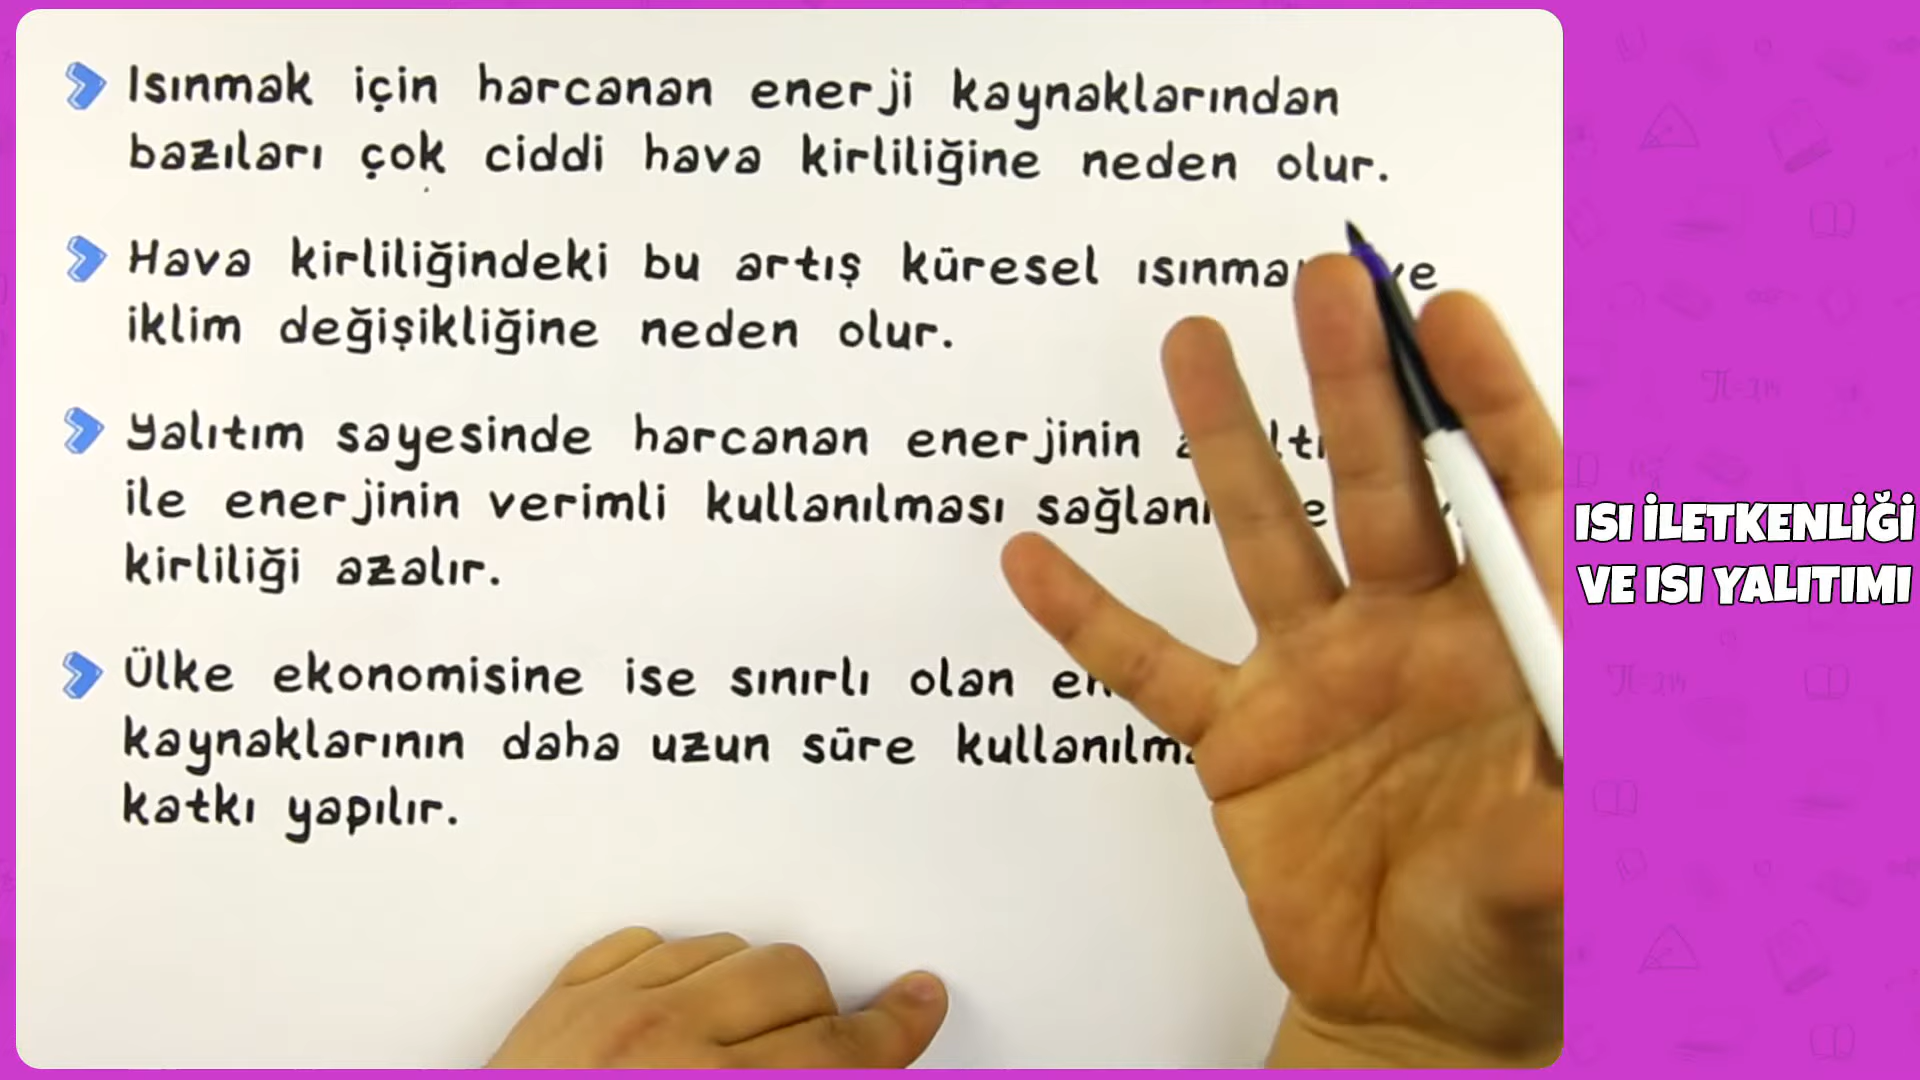 Isınmak için harcanan enerji kaynaklarından
bazıları çok ciddi hava kirliliğine neden olur.
Hava kirliliğindeki bu artış küresel
iklim değişikliğine neden olur.
Yalıtım sayesinde harcanan enerjinin
ile enerjinin verimli kullanılması
kirliliği azalır.
Ülke ekonomisine ise sınırlı olan
kaynaklarının daha uzun süre
katkı yapılır.
ISI İLETKENLİĞİ
VE ISI YALITIMI